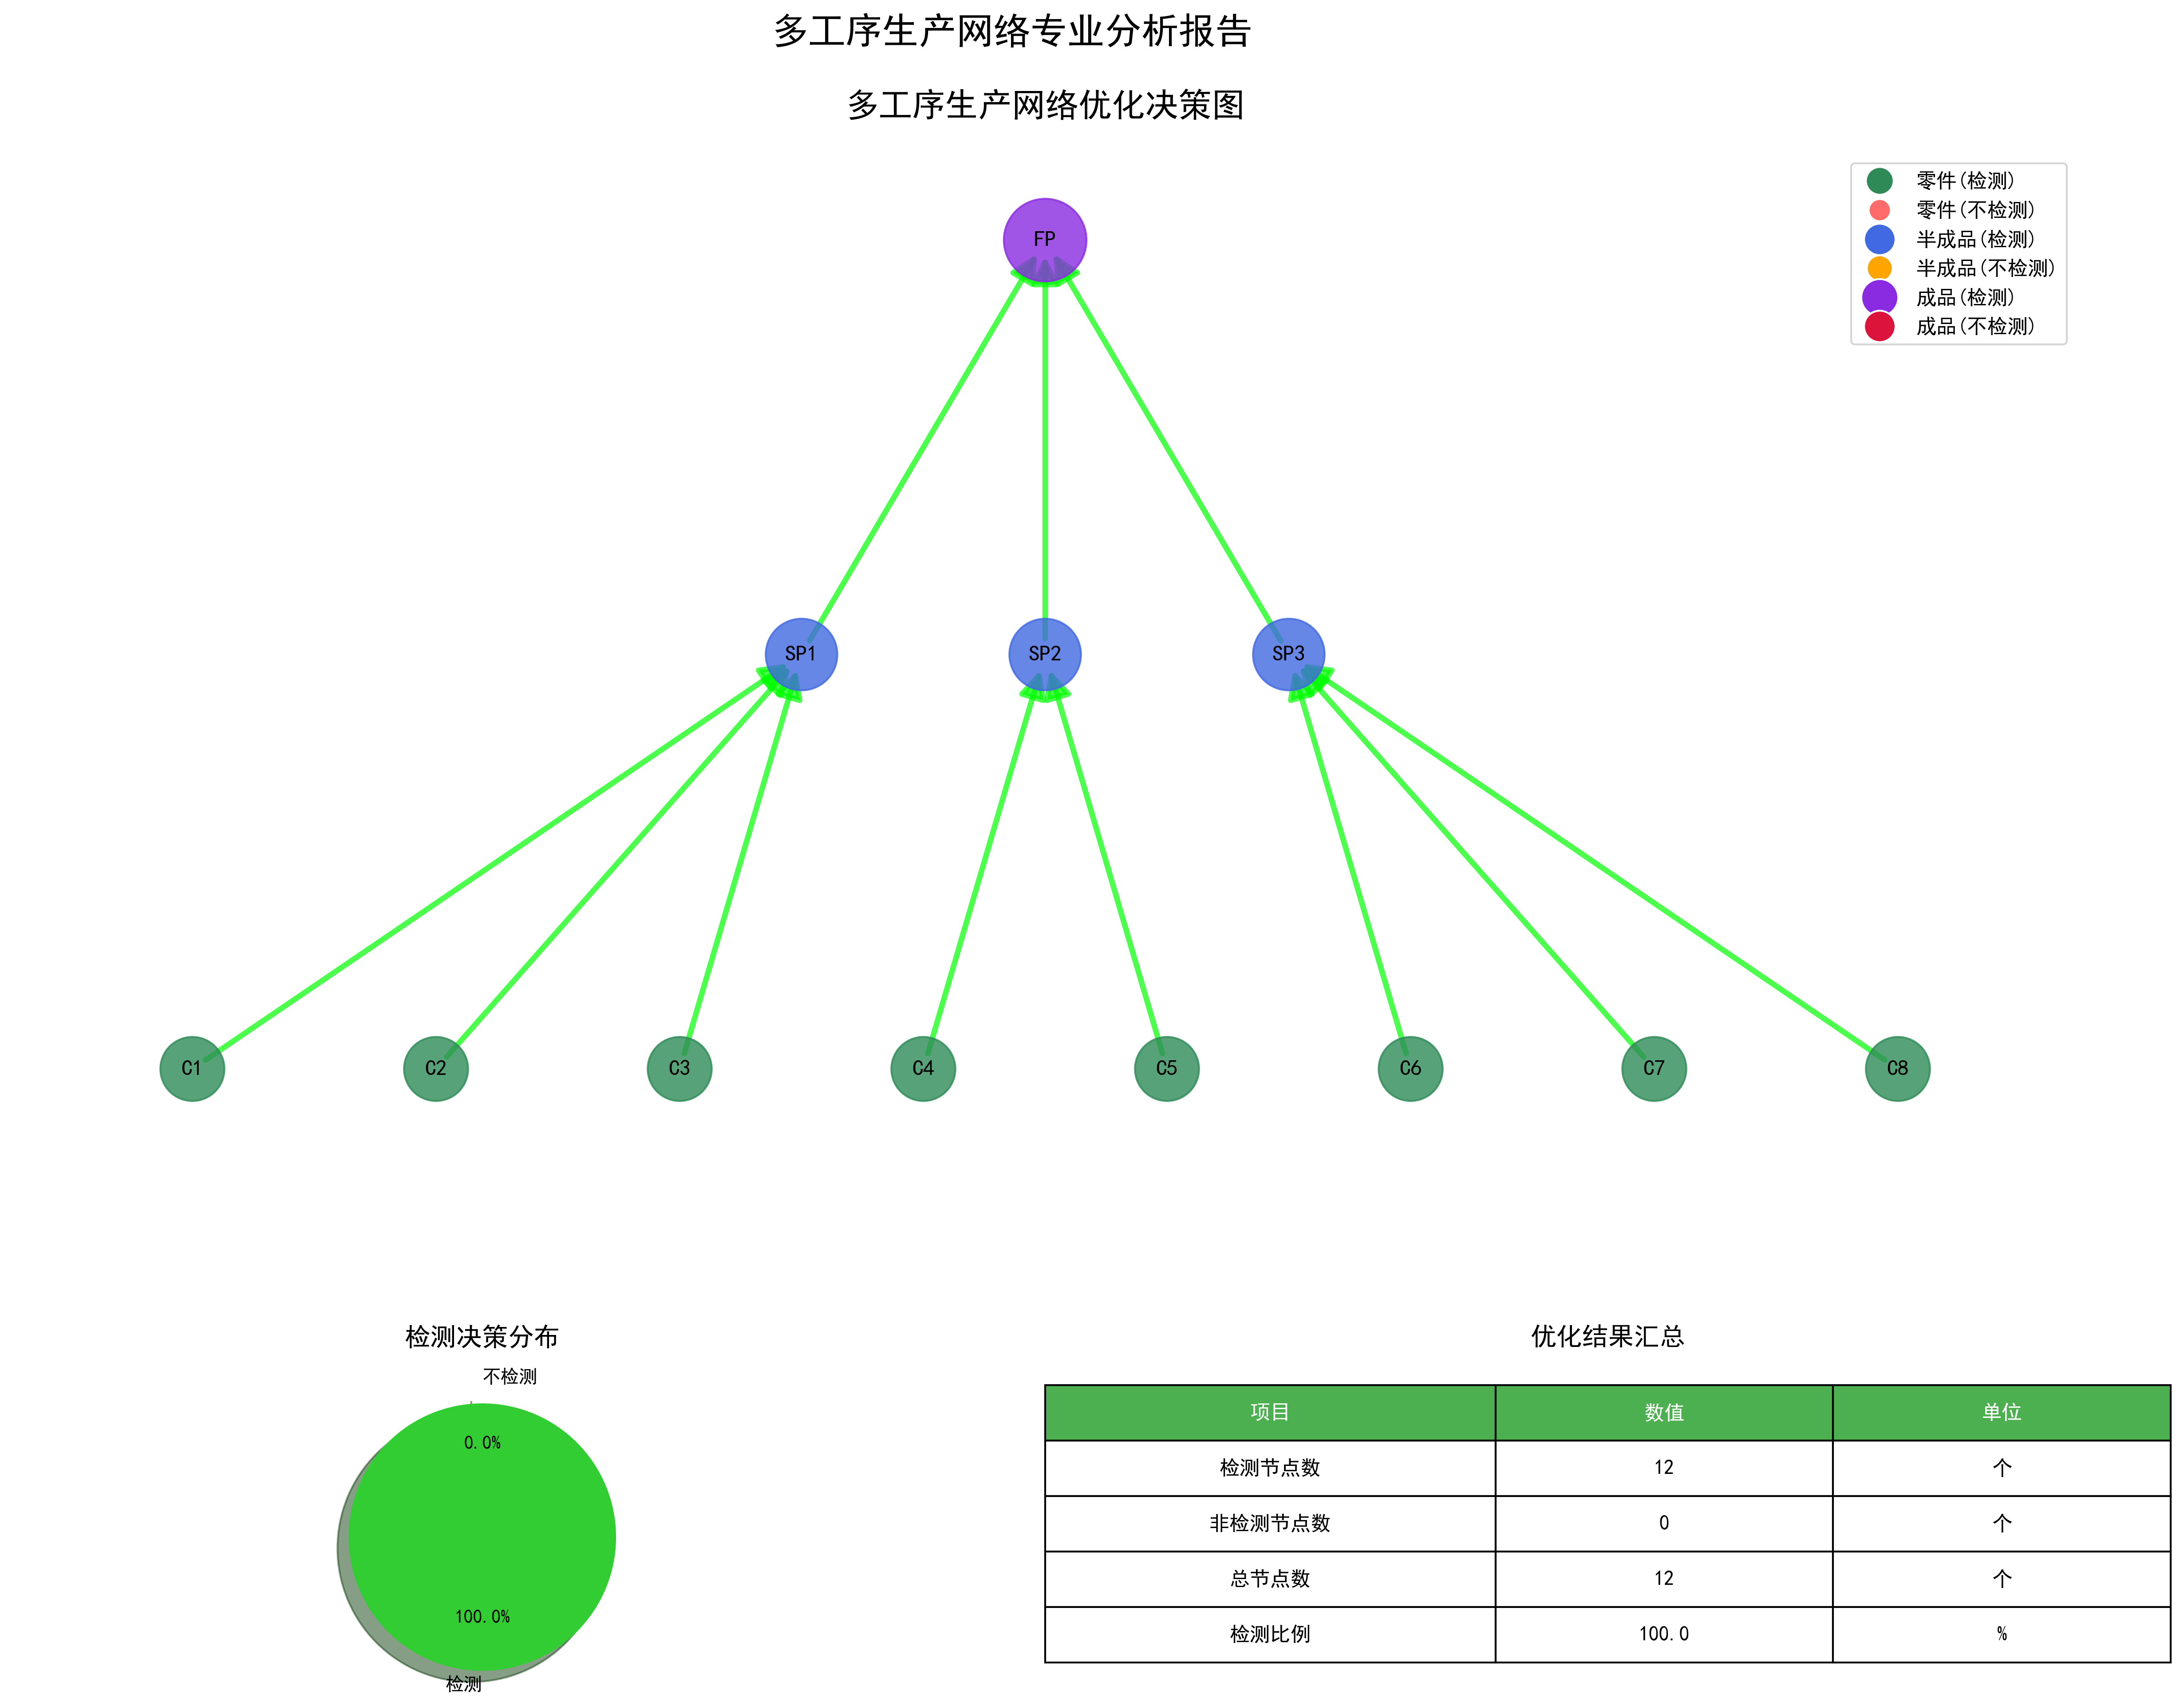 多工序生产网络专业分析报告
多工序生产网络优化决策图
零件(检测)
零件(不检测)
半成品(检测)
半成品(不检测)
成品(检测)
成品(不检测)
FP
SP1 SP2 SP3
C1 C2 C3 C4 C5 C6 C7 C8
检测决策分布
不检测
0.0%
100.0%
检测
优化结果汇总
项目 数值 单位
检测节点数 12 个
非检测节点数 0 个
总节点数 12 个
检测比例 100.0 %